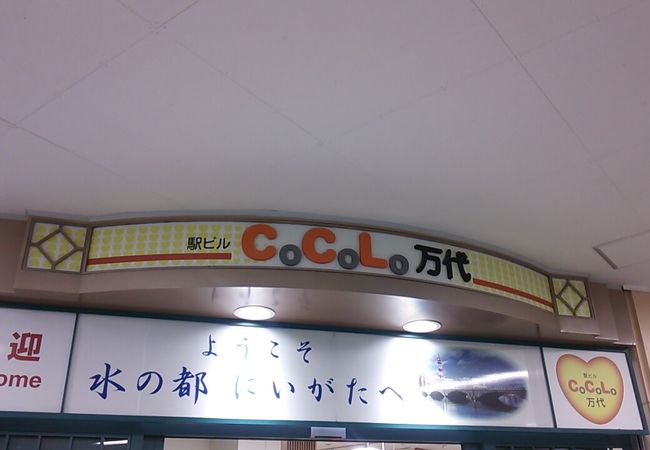 駅ビル CoCoLo 万代
迎
ome
ようこそ
水の都 にいがたへ
駅ビル
CoCoLo
万代